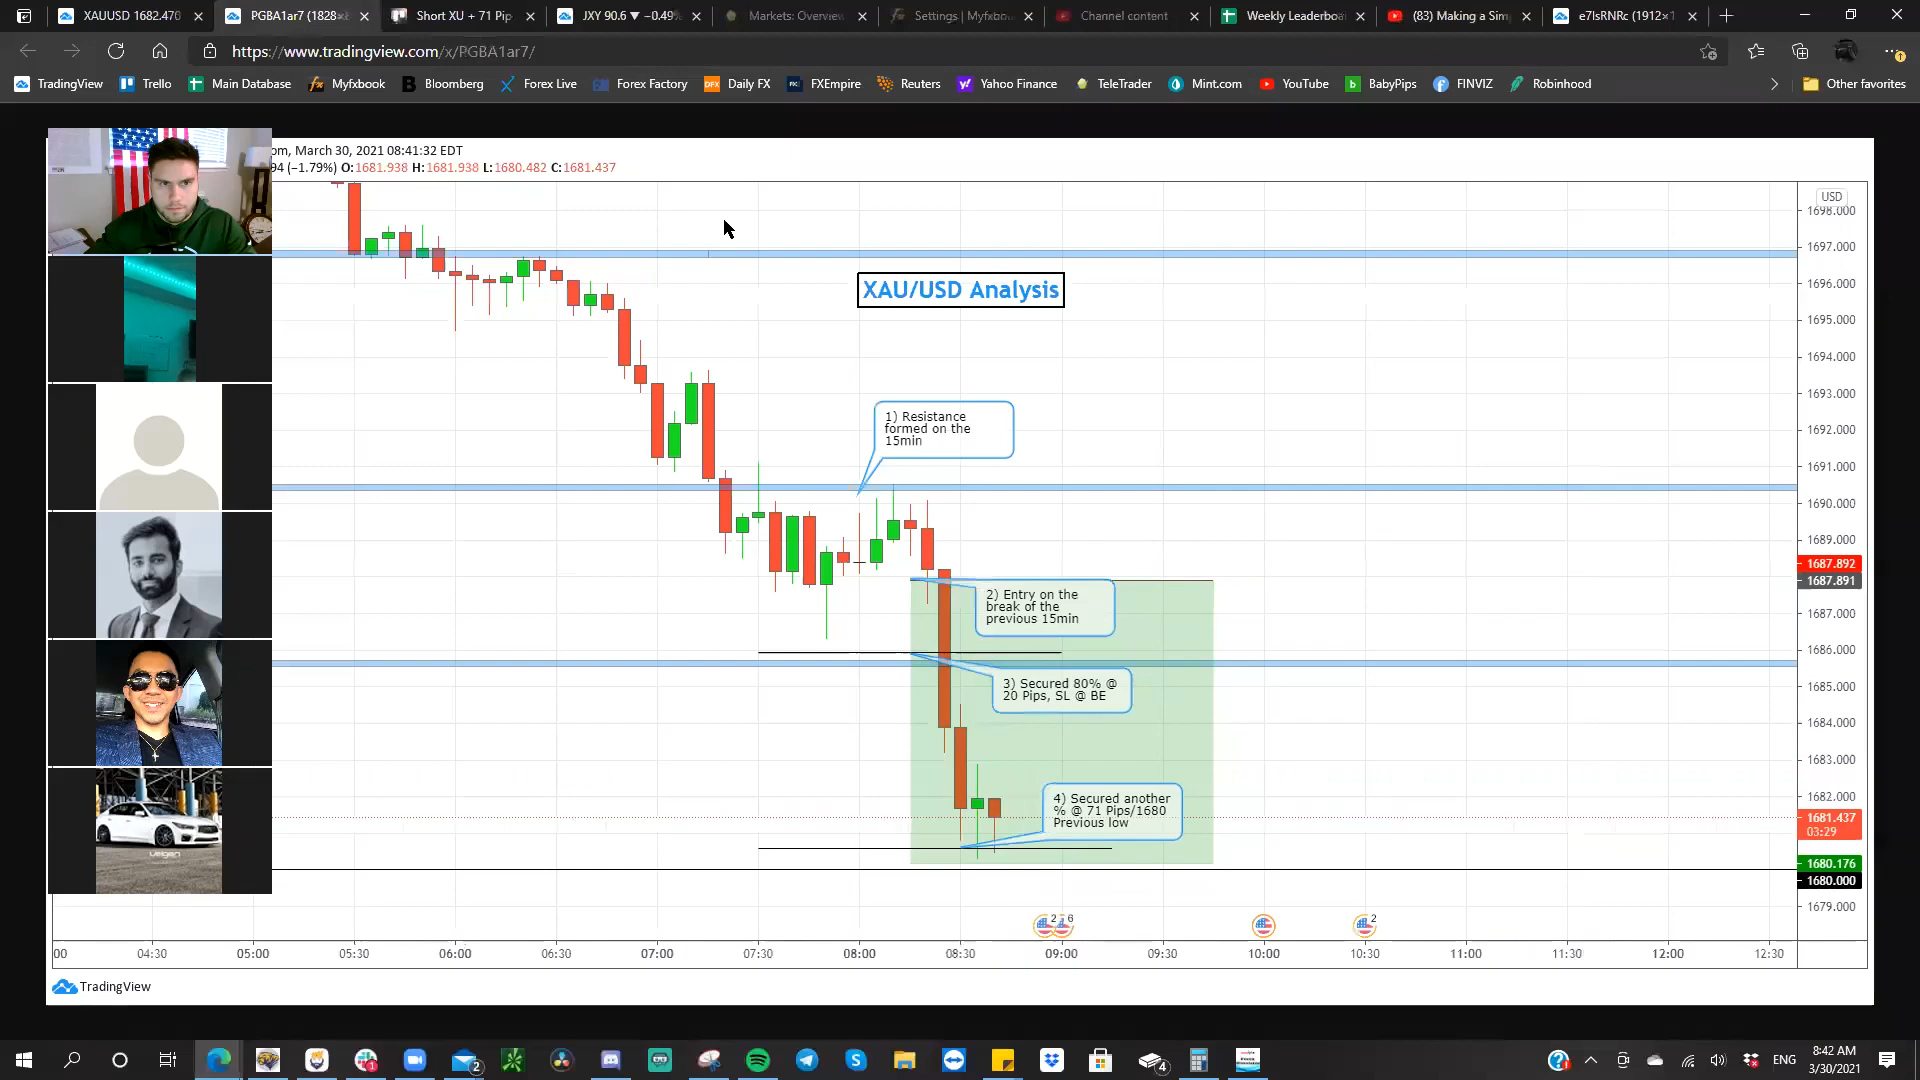 XAUUSD 1682.470
PGBA1ar7 (1828×
Short XU + 71 Pip
JXY 90.6 ▼ −0.49%
Markets: Overview
Settings | Myfxboo
Channel content
Weekly Leaderboa
(83) Making a Sim
e7IsRNRc (1912×1
https://www.tradingview.com/x/PGBA1ar7/
TradingView
Trello
Main Database
Myfxbook
Bloomberg
Forex Live
Forex Factory
Daily FX
FXEmpire
Reuters
Yahoo Finance
TeleTrader
Mint.com
YouTube
BabyPips
FINVIZ
Robinhood
Other favorites
om, March 30, 2021 08:41:32 EDT
94 (−1.79%) O:1681.938 H:1681.938 L:1680.482 C:1681.437
USD
1698.000
1697.000
XAU/USD Analysis
1696.000
1695.000
1694.000
1693.000
1) Resistance
formed on the
15min
1692.000
1691.000
1690.000
1689.000
1687.892
1687.891
2) Entry on the
break of the
previous 15min
1687.000
1686.000
3) Secured 80% @
20 Pips, SL @ BE
1685.000
1684.000
1683.000
4) Secured another
% @ 71 Pips/1680
Previous low
1682.000
1681.437
03:29
1680.176
1680.000
1679.000
2
6
2
00
04:30
05:00
05:30
06:00
06:30
07:00
07:30
08:00
08:30
09:00
09:30
10:00
10:30
11:00
11:30
12:00
12:30
TradingView
ENG
8:42 AM
3/30/2021